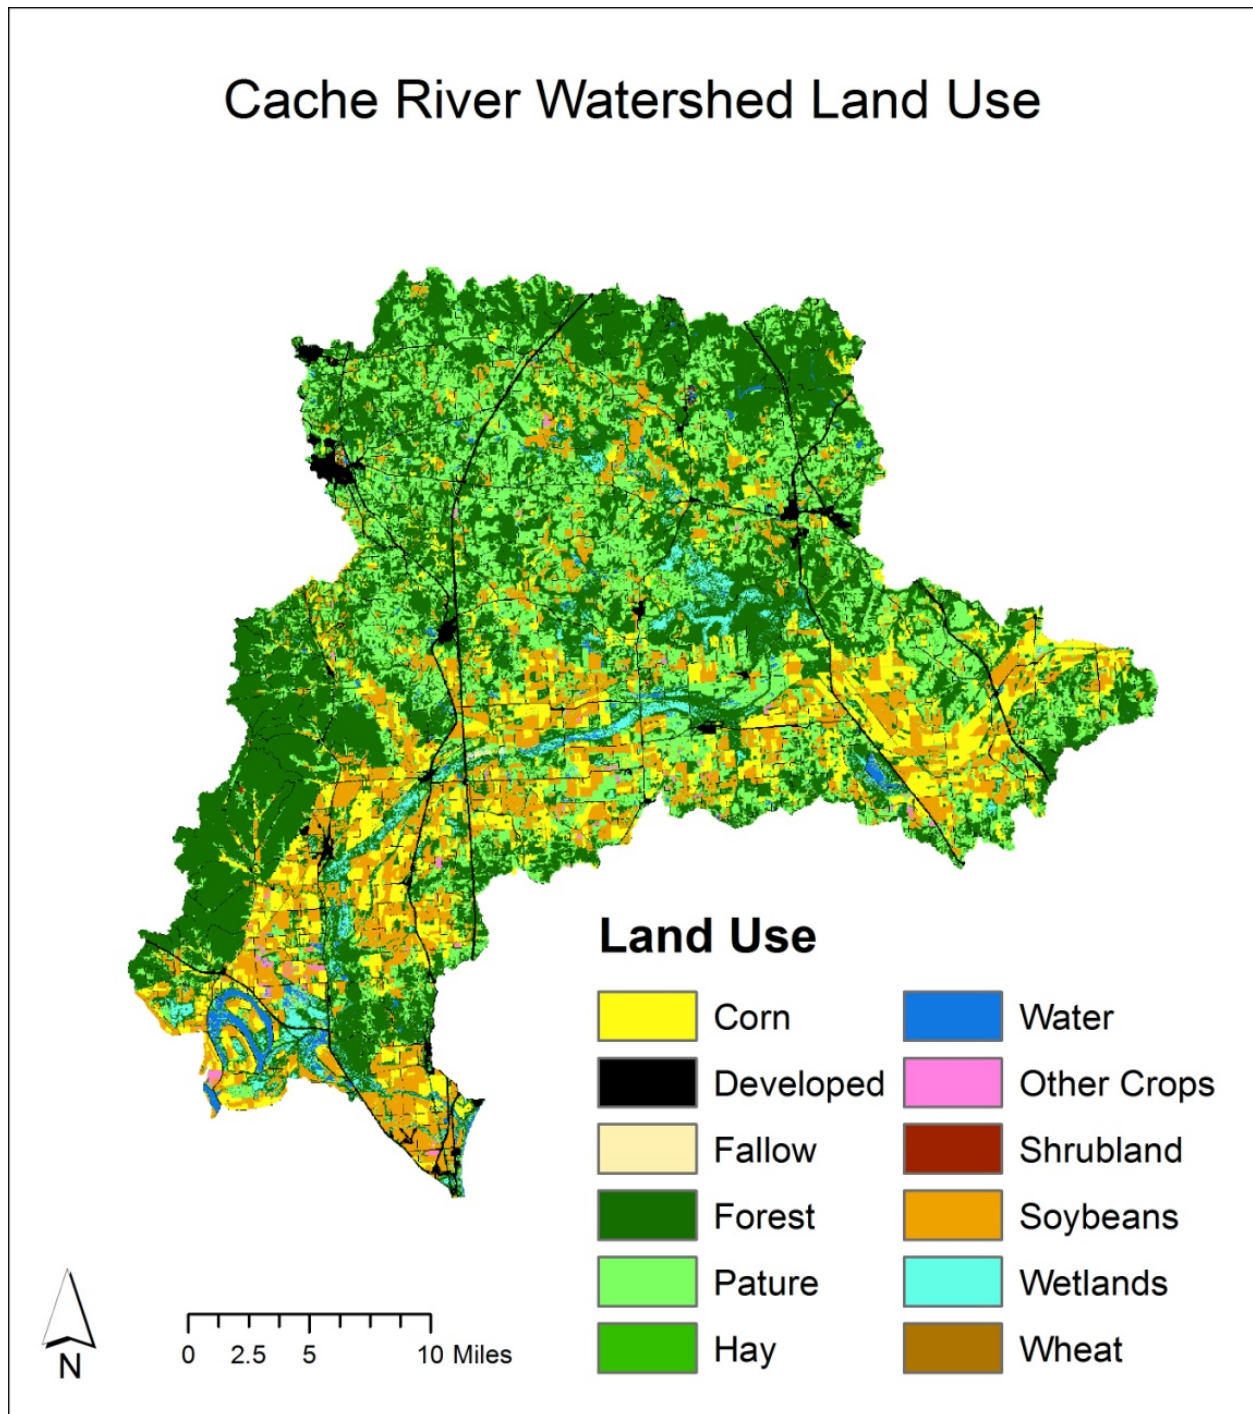 Cache River Watershed Land Use
Land Use
Corn
Developed
Fallow
Forest
Pature
Hay
Water
Other Crops
Shrubland
Soybeans
Wetlands
Wheat
N
0 2.5 5 10 Miles